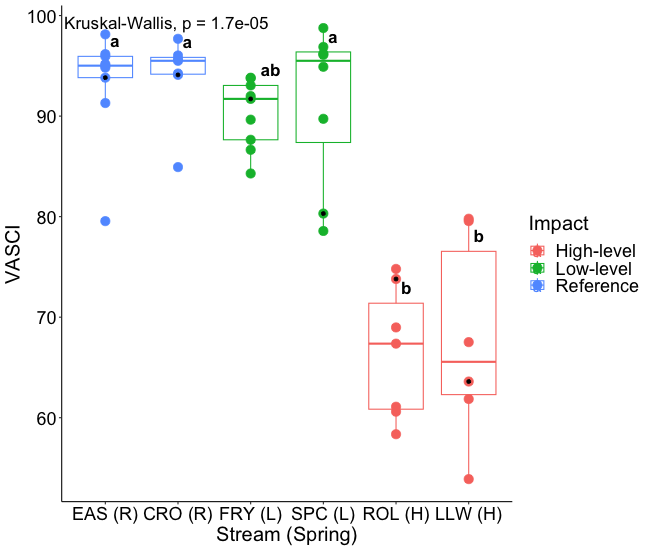 Kruskal-Wallis, p = 1.7e-05
a
a
ab
a
b
b
100
90
80
70
60
VASCI
EAS (R) CRO (R) FRY (L) SPC (L) ROL (H) LLW (H)
Stream (Spring)
Impact
High-level
Low-level
Reference